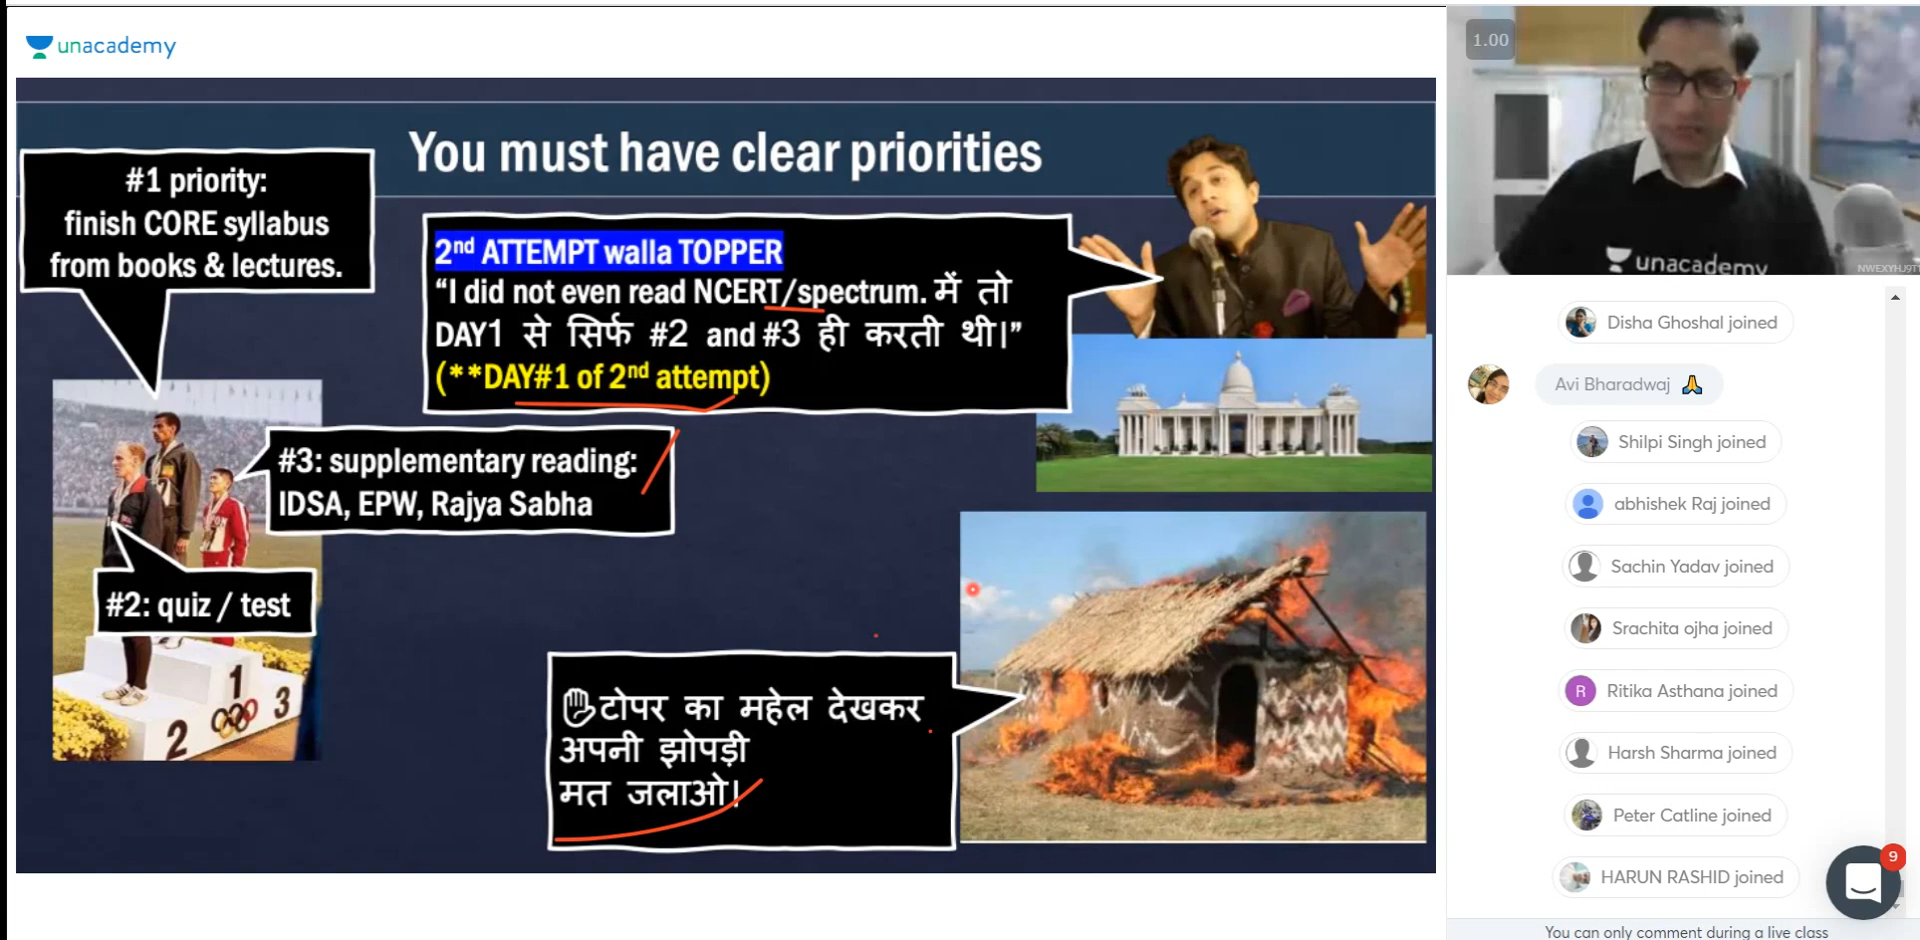 unacademy
You must have clear priorities
#1 priority:
finish CORE syllabus
from books & lectures.
2nd ATTEMPT walla TOPPER
“I did not even read NCERT/spectrum. में तो
DAY1 से सिर्फ #2 and #3 ही करती थी।”
(**DAY#1 of 2nd attempt)
#3: supplementary reading:
IDSA, EPW, Rajya Sabha
#2: quiz / test
1
2
3
✋टोपर का महेल देखकर
अपनी झोपड़ी
मत जलाओ।
1.00
unacademy
Disha Ghoshal joined
Avi Bharadwaj 🙏
Shilpi Singh joined
abhishek Raj joined
Sachin Yadav joined
Srachita ojha joined
R Ritika Asthana joined
Harsh Sharma joined
Peter Catline joined
HARUN RASHID joined
9
You can only comment during a live class